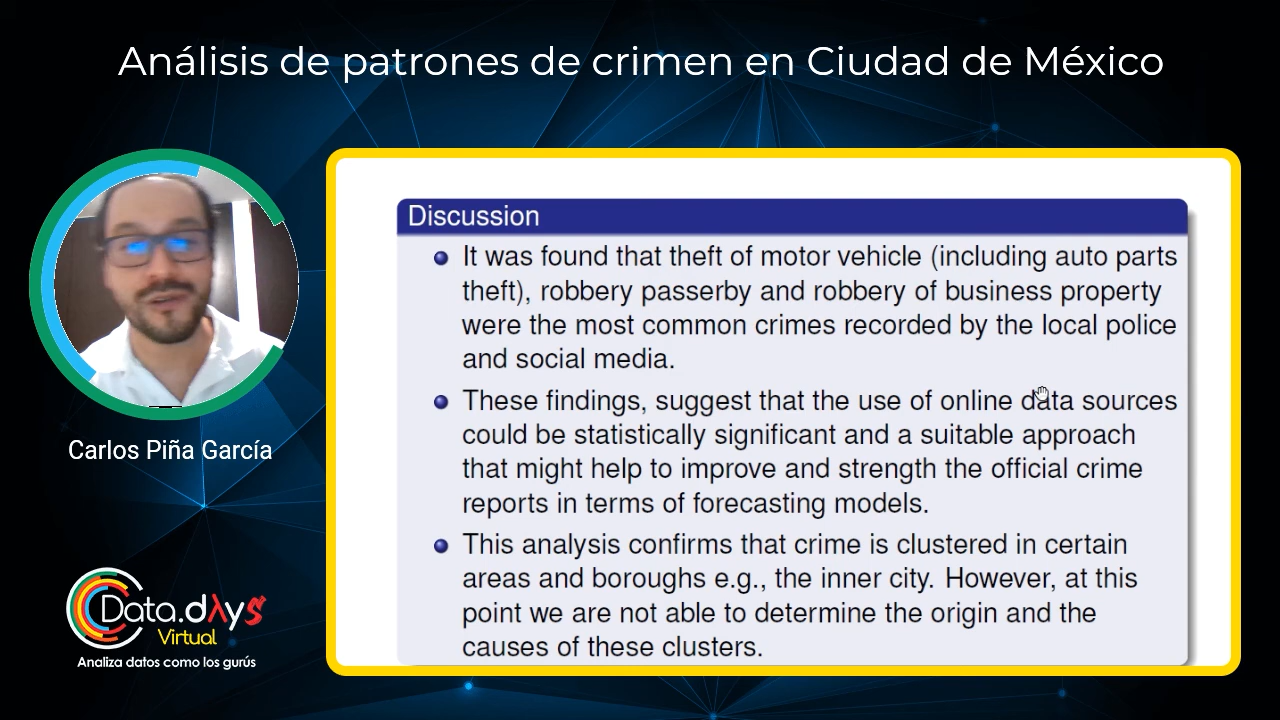 Análisis de patrones de crimen en Ciudad de México
Carlos Piña García
Data.dλys
Virtual
Analiza datos como los gurús
Discussion
It was found that theft of motor vehicle (including auto parts
theft), robbery passerby and robbery of business property
were the most common crimes recorded by the local police
and social media.
These findings, suggest that the use of online data sources
could be statistically significant and a suitable approach
that might help to improve and strength the official crime
reports in terms of forecasting models.
This analysis confirms that crime is clustered in certain
areas and boroughs e.g., the inner city. However, at this
point we are not able to determine the origin and the
causes of these clusters.